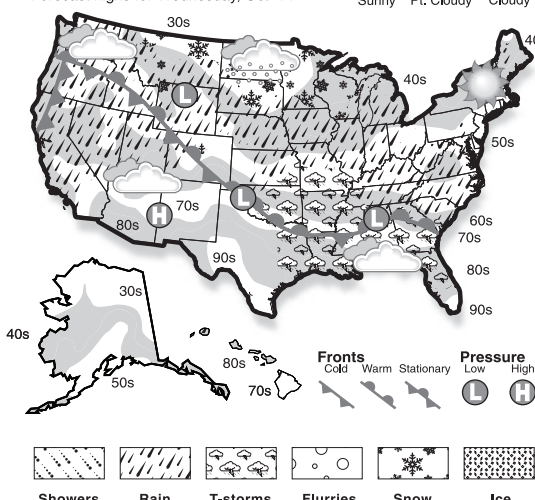 Sunny Pt. Cloudy Cloudy
30s
40s
50s
60s
70s
80s
90s
L
L
L
H
70s
80s
90s
30s
40s
50s
80s
70s
Fronts
Cold Warm Stationary
Pressure
Low High
L H
Showers Rain T-storms Flurries Snow Ice